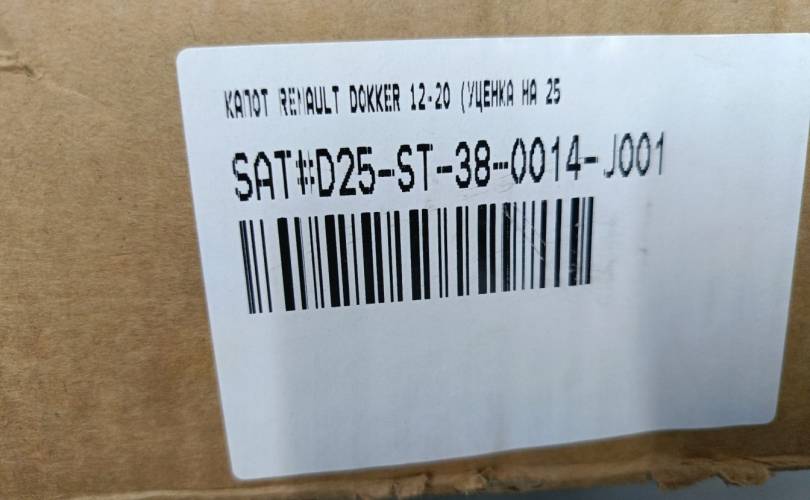 КАПОТ RENAULT DOKKER 12-20 (УЦЕНКА НА 25
SAT#D25-ST-38-0014-J001